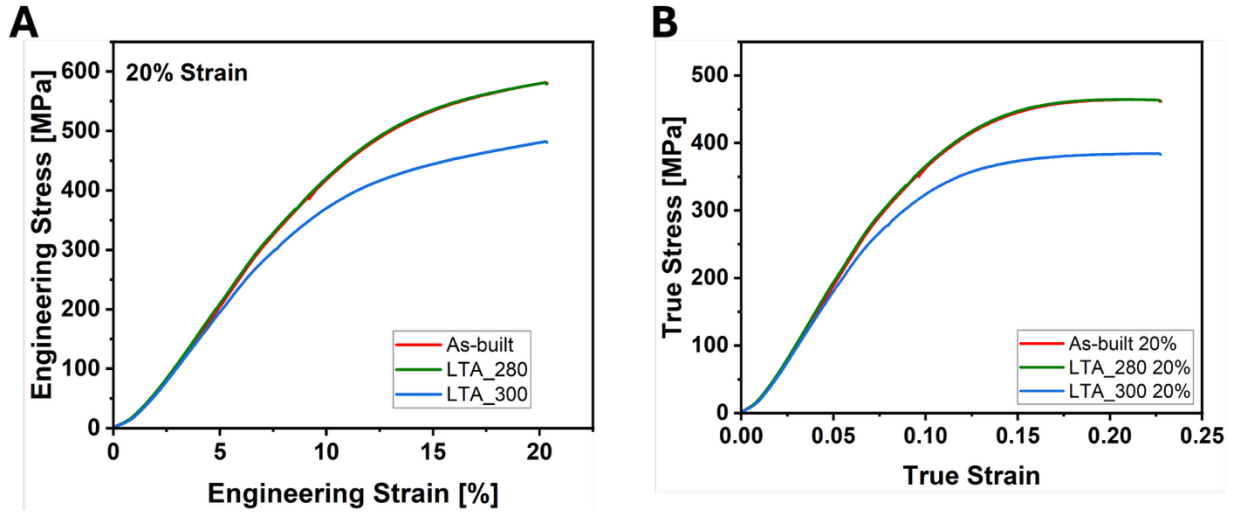 A
20% Strain
Engineering Stress [MPa]
600
500
400
300
200
100
0
0 5 10 15 20
Engineering Strain [%]
As-built
LTA_280
LTA_300
B
True Stress [MPa]
500
400
300
200
100
0
0.00 0.05 0.10 0.15 0.20 0.25
True Strain
As-built 20%
LTA_280 20%
LTA_300 20%